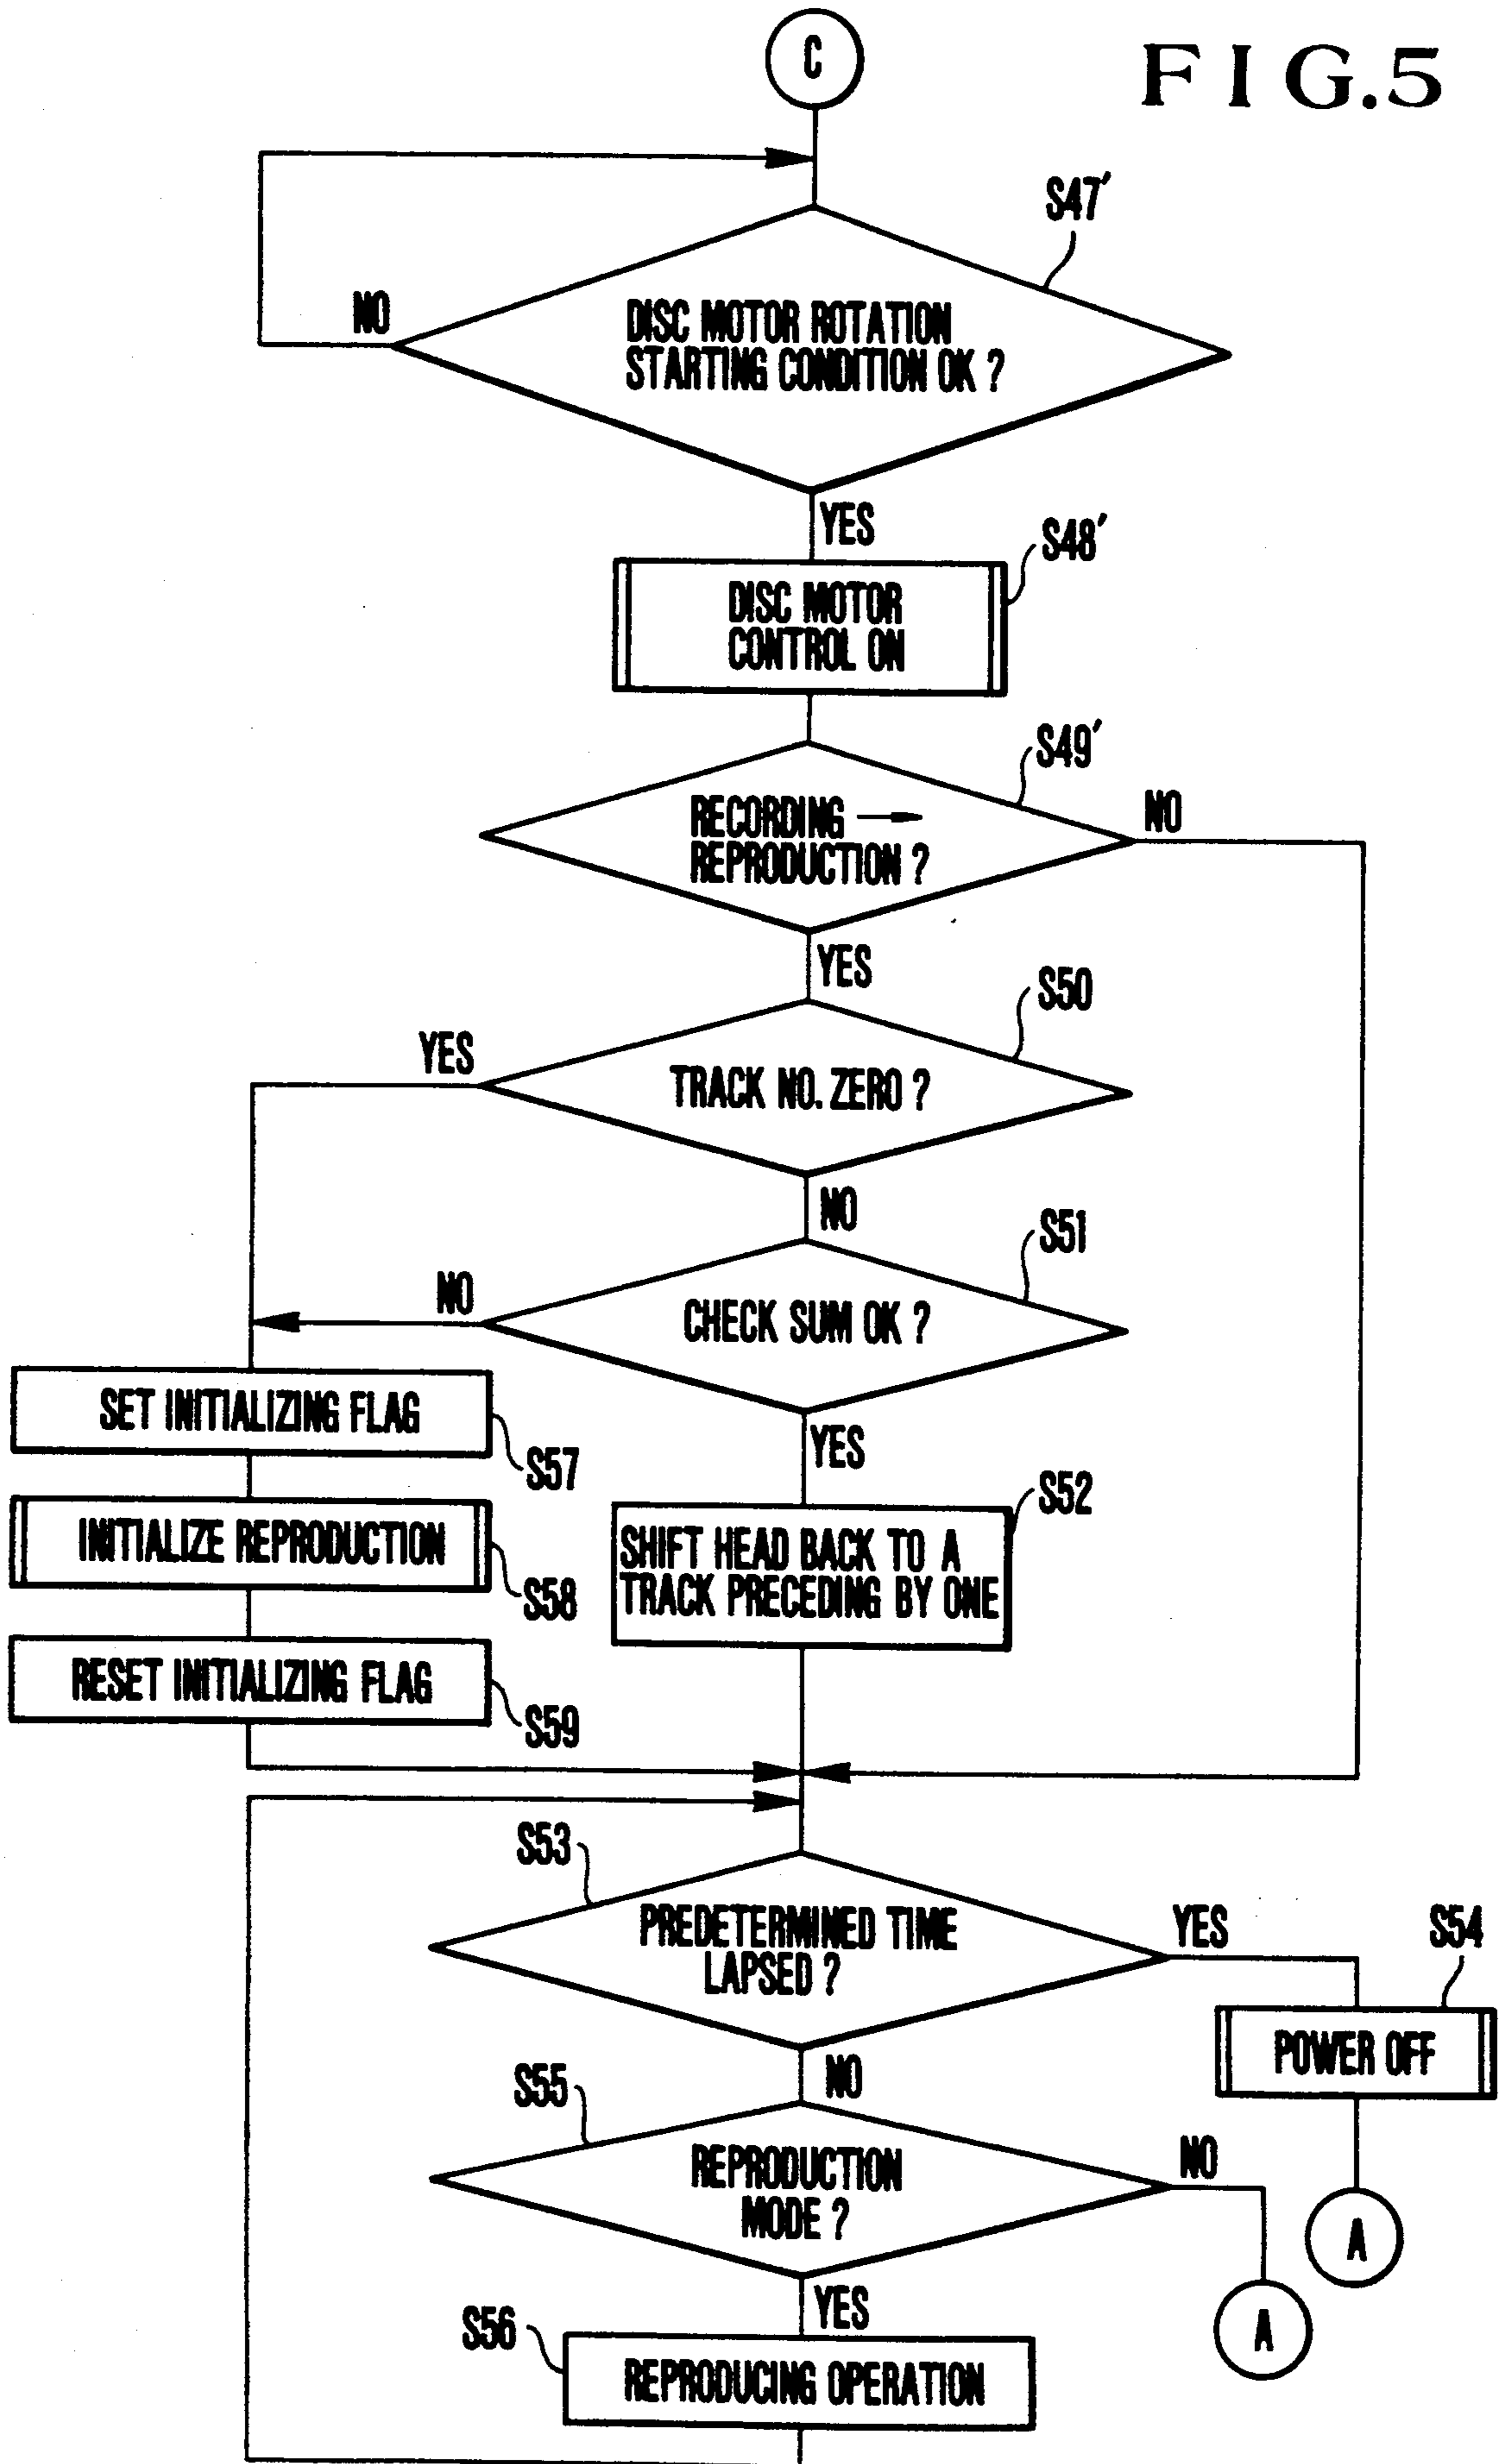 C
FIG.5
S47'
NO
DISC MOTOR ROTATION
STARTING CONDITION OK ?
YES
S48'
DISC MOTOR
CONTROL ON
S49'
RECORDING →
REPRODUCTION ?
NO
YES
S50
YES
TRACK NO. ZERO ?
NO
S51
NO
CHECK SUM OK ?
SET INITIALIZING FLAG
YES
S57
S52
INITIALIZE REPRODUCTION
SHIFT HEAD BACK TO A
TRACK PRECEDING BY ONE
S58
RESET INITIALIZING FLAG
S59
S53
PREDETERMINED TIME
LAPSED ?
YES
S54
POWER OFF
NO
S55
REPRODUCTION
MODE ?
NO
A
YES
A
S56
REPRODUCING OPERATION